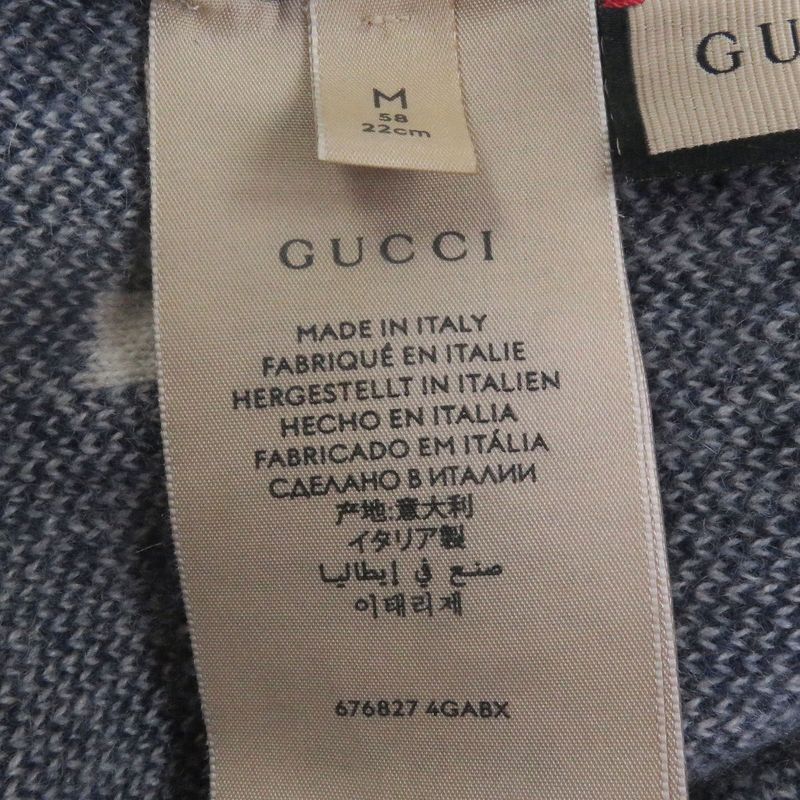 M
58
22cm
GU
GUCCI
MADE IN ITALY
FABRIQUÉ EN ITALIE
HERGESTELLT IN ITALIEN
HECHO EN ITALIA
FABRICADO EM ITÁLIA
СДЕЛАНО В ИТАЛИИ
产地:意大利
イタリア製
صنع في إيطاليا
이태리제
676827 4GABX